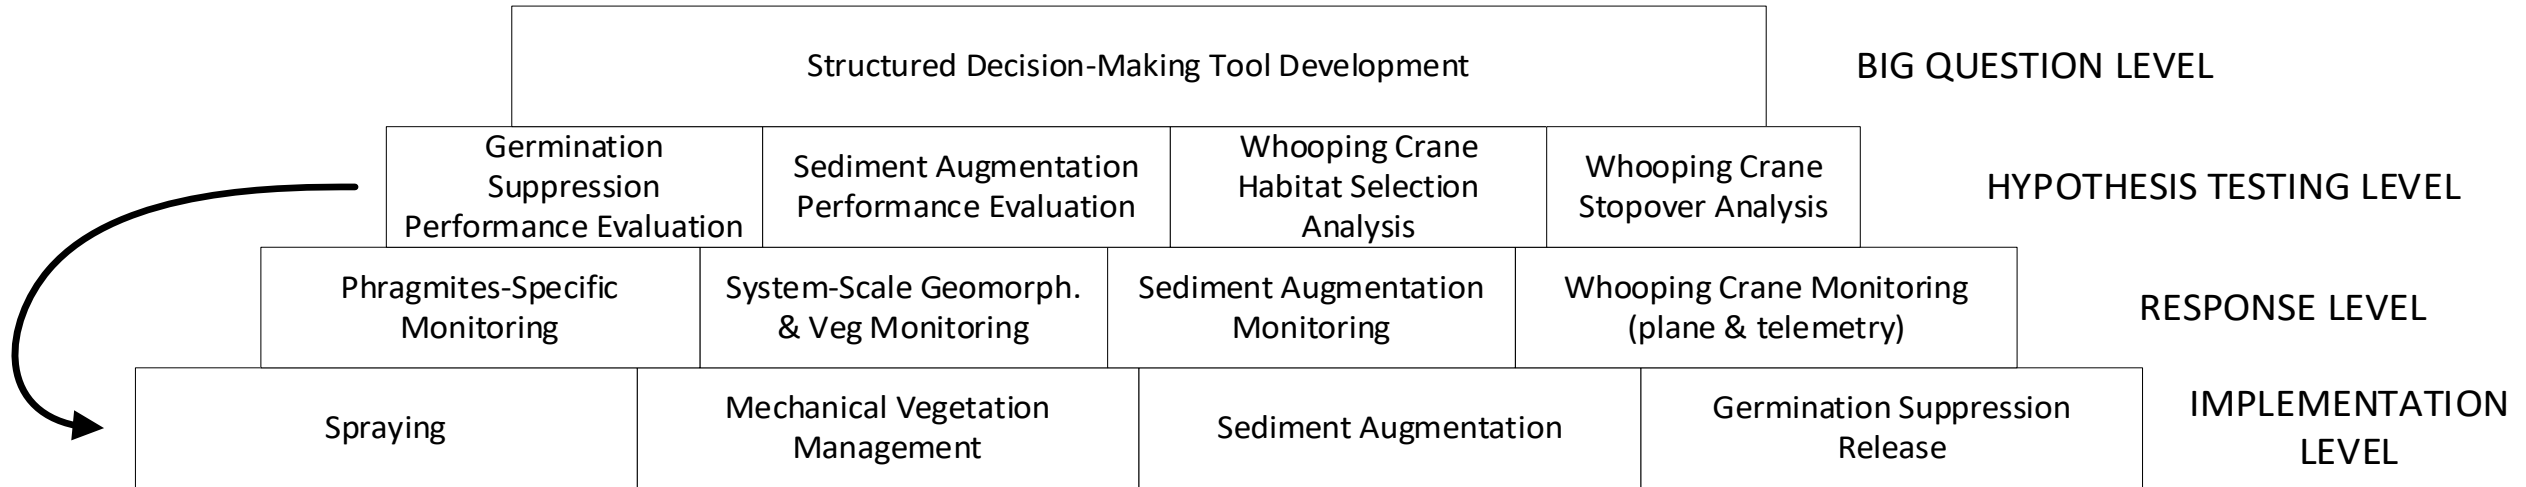 Structured Decision-Making Tool Development
BIG QUESTION LEVEL
Germination
Suppression
Performance Evaluation
Sediment Augmentation
Performance Evaluation
Whooping Crane
Habitat Selection
Analysis
Whooping Crane
Stopover Analysis
HYPOTHESIS TESTING LEVEL
Phragmites-Specific
Monitoring
System-Scale Geomorph.
& Veg Monitoring
Sediment Augmentation
Monitoring
Whooping Crane Monitoring
(plane & telemetry)
RESPONSE LEVEL
Spraying
Mechanical Vegetation
Management
Sediment Augmentation
Germination Suppression
Release
IMPLEMENTATION
LEVEL